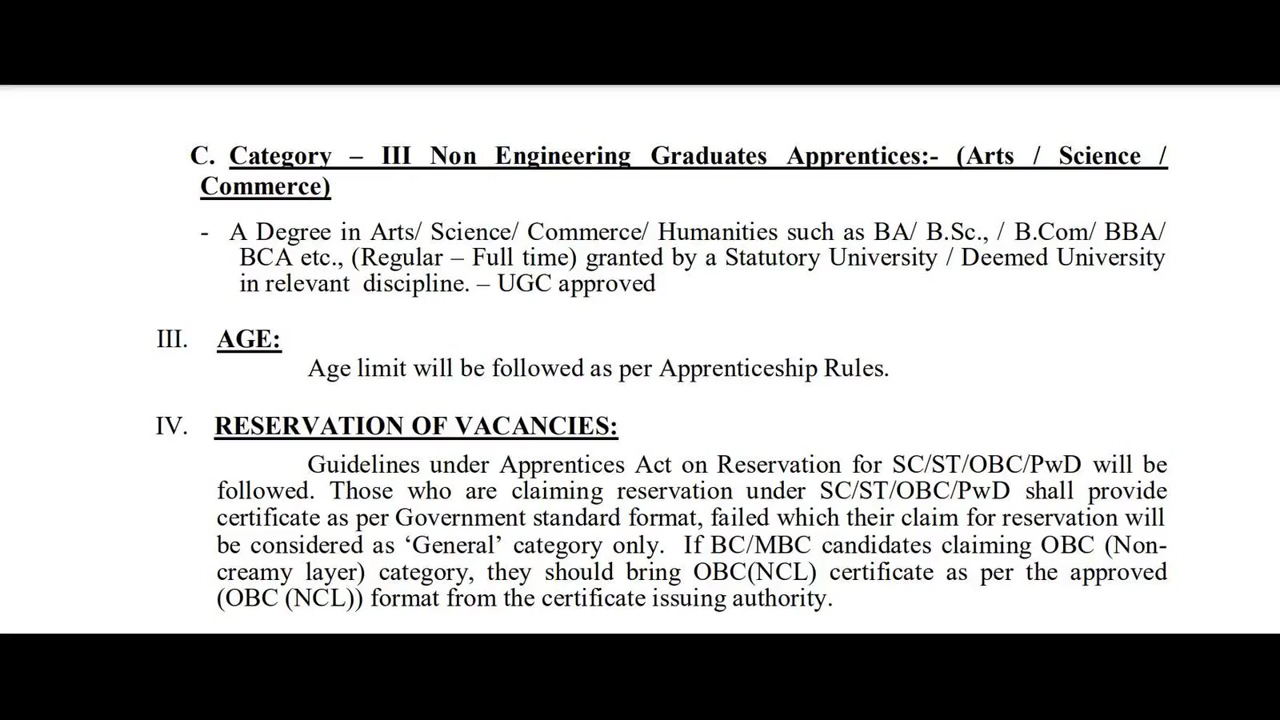 C. Category – III Non Engineering Graduates Apprentices:- (Arts / Science /
Commerce)
- A Degree in Arts/ Science/ Commerce/ Humanities such as BA/ B.Sc., / B.Com/ BBA/
BCA etc., (Regular – Full time) granted by a Statutory University / Deemed University
in relevant discipline. – UGC approved
III. AGE:
Age limit will be followed as per Apprenticeship Rules.
IV. RESERVATION OF VACANCIES:
Guidelines under Apprentices Act on Reservation for SC/ST/OBC/PwD will be
followed. Those who are claiming reservation under SC/ST/OBC/PwD shall provide
certificate as per Government standard format, failed which their claim for reservation will
be considered as ‘General’ category only. If BC/MBC candidates claiming OBC (Non-
creamy layer) category, they should bring OBC(NCL) certificate as per the approved
(OBC (NCL)) format from the certificate issuing authority.